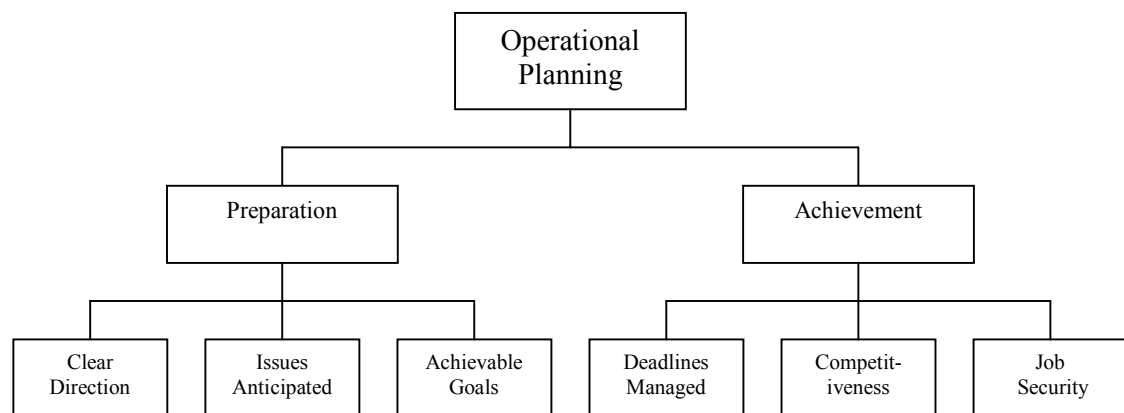 Operational
Planning
Preparation
Achievement
Clear
Direction
Issues
Anticipated
Achievable
Goals
Deadlines
Managed
Competit-
iveness
Job
Security